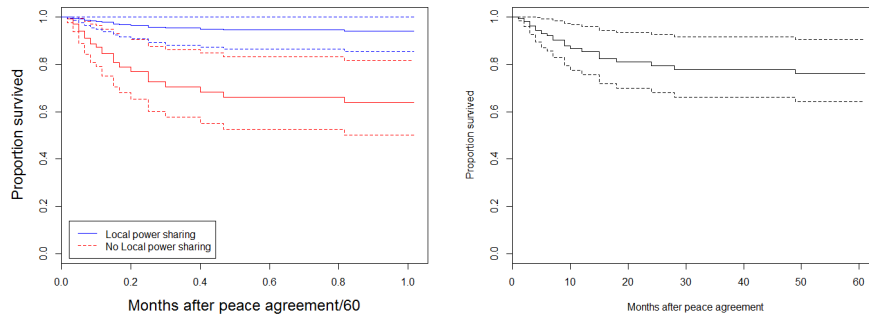 Proportion survived
1.0
0.8
0.6
0.4
0.2
0.0
Local power sharing
No Local power sharing
0.0 0.2 0.4 0.6 0.8 1.0
Months after peace agreement/60
Proportion survived
1.0
0.8
0.6
0.4
0.2
0.0
0 10 20 30 40 50 60
Months after peace agreement